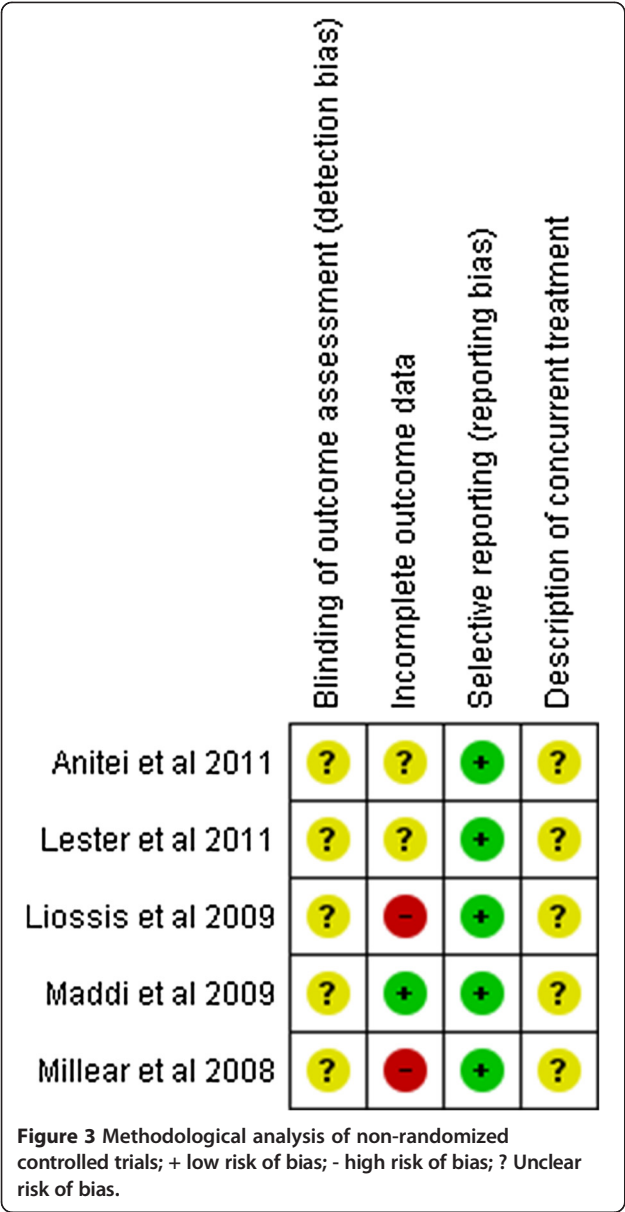 Blinding of outcome assessment (detection bias)
Incomplete outcome data
Selective reporting (reporting bias)
Description of concurrent treatment
Anitei et al 2011 ? ? + ?
Lester et al 2011 ? ? + ?
Liossis et al 2009 ? - + ?
Maddi et al 2009 ? + + ?
Millear et al 2008 ? - + ?
Figure 3 Methodological analysis of non-randomized
controlled trials; + low risk of bias; - high risk of bias; ? Unclear
risk of bias.